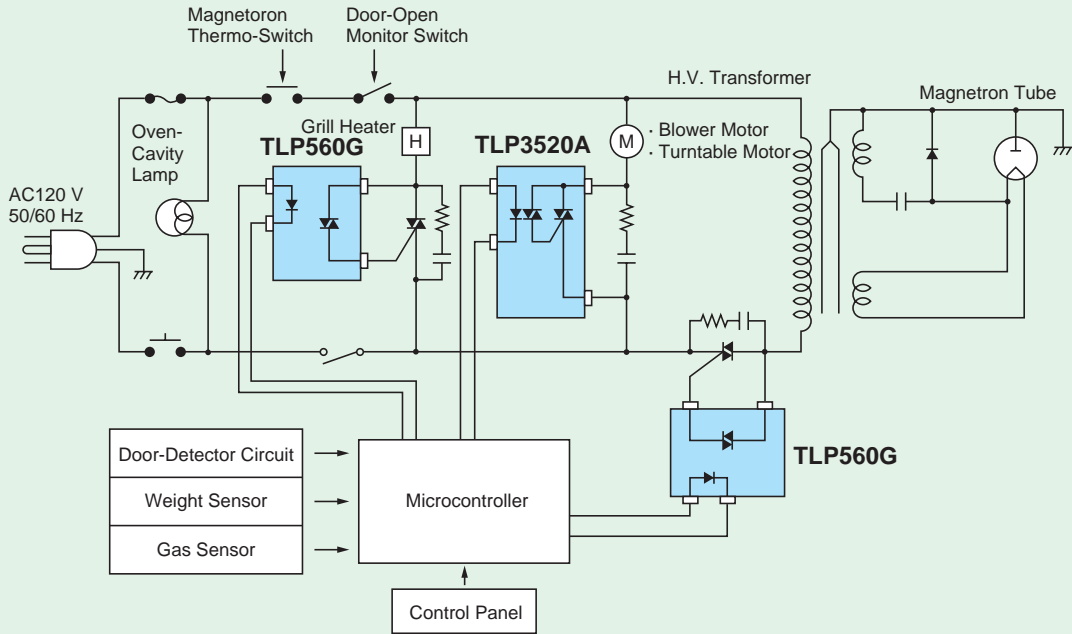 Magnetoron
Thermo-Switch
Door-Open
Monitor Switch
H.V. Transformer
Magnetron Tube
Oven-
Cavity
Lamp
Grill Heater
TLP560G
H
TLP3520A
M
· Blower Motor
· Turntable Motor
AC120 V
50/60 Hz
TLP560G
Door-Detector Circuit
Weight Sensor
Gas Sensor
Microcontroller
Control Panel